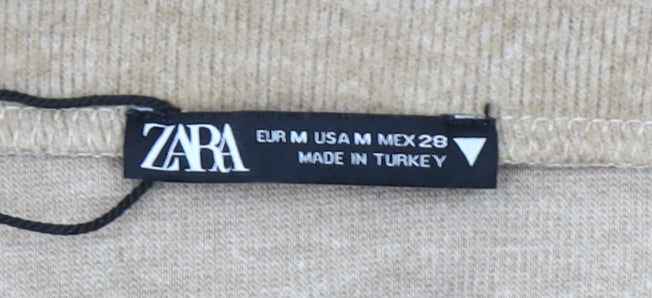 ZARA
EUR M USA M MEX 28
MADE IN TURKEY